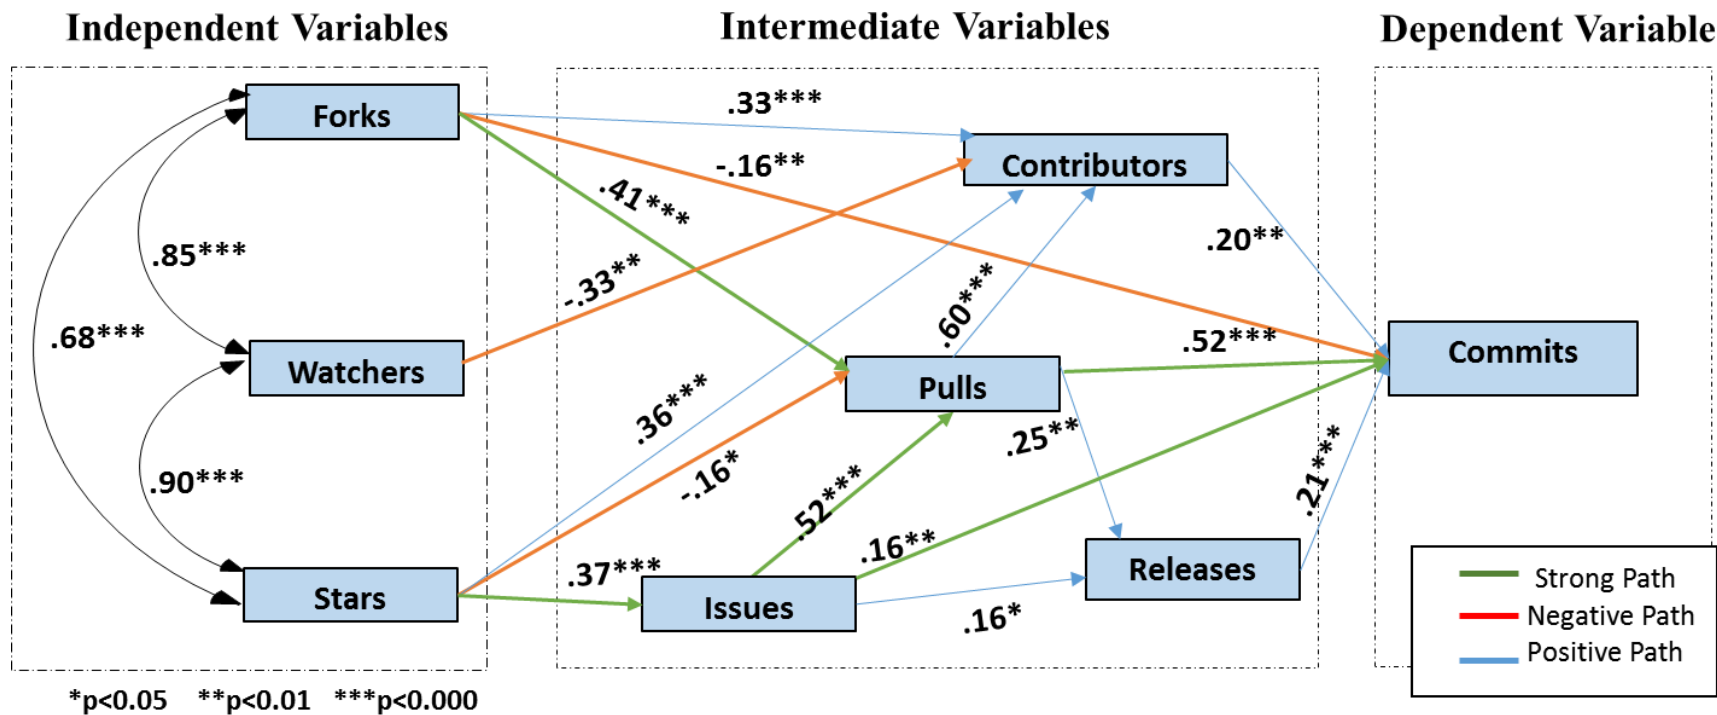 Independent Variables
Intermediate Variables
Dependent Variable
Forks
.33***
Contributors
-.16**
.41***
.85***
-.33**
.20**
.68***
.60***
.52***
Commits
Watchers
Pulls
.36***
.25**
-.16*
.90***
.52***
.21***
.16**
Stars
.37***
Issues
Releases
.16*
Strong Path
Negative Path
Positive Path
*p<0.05 **p<0.01 ***p<0.000